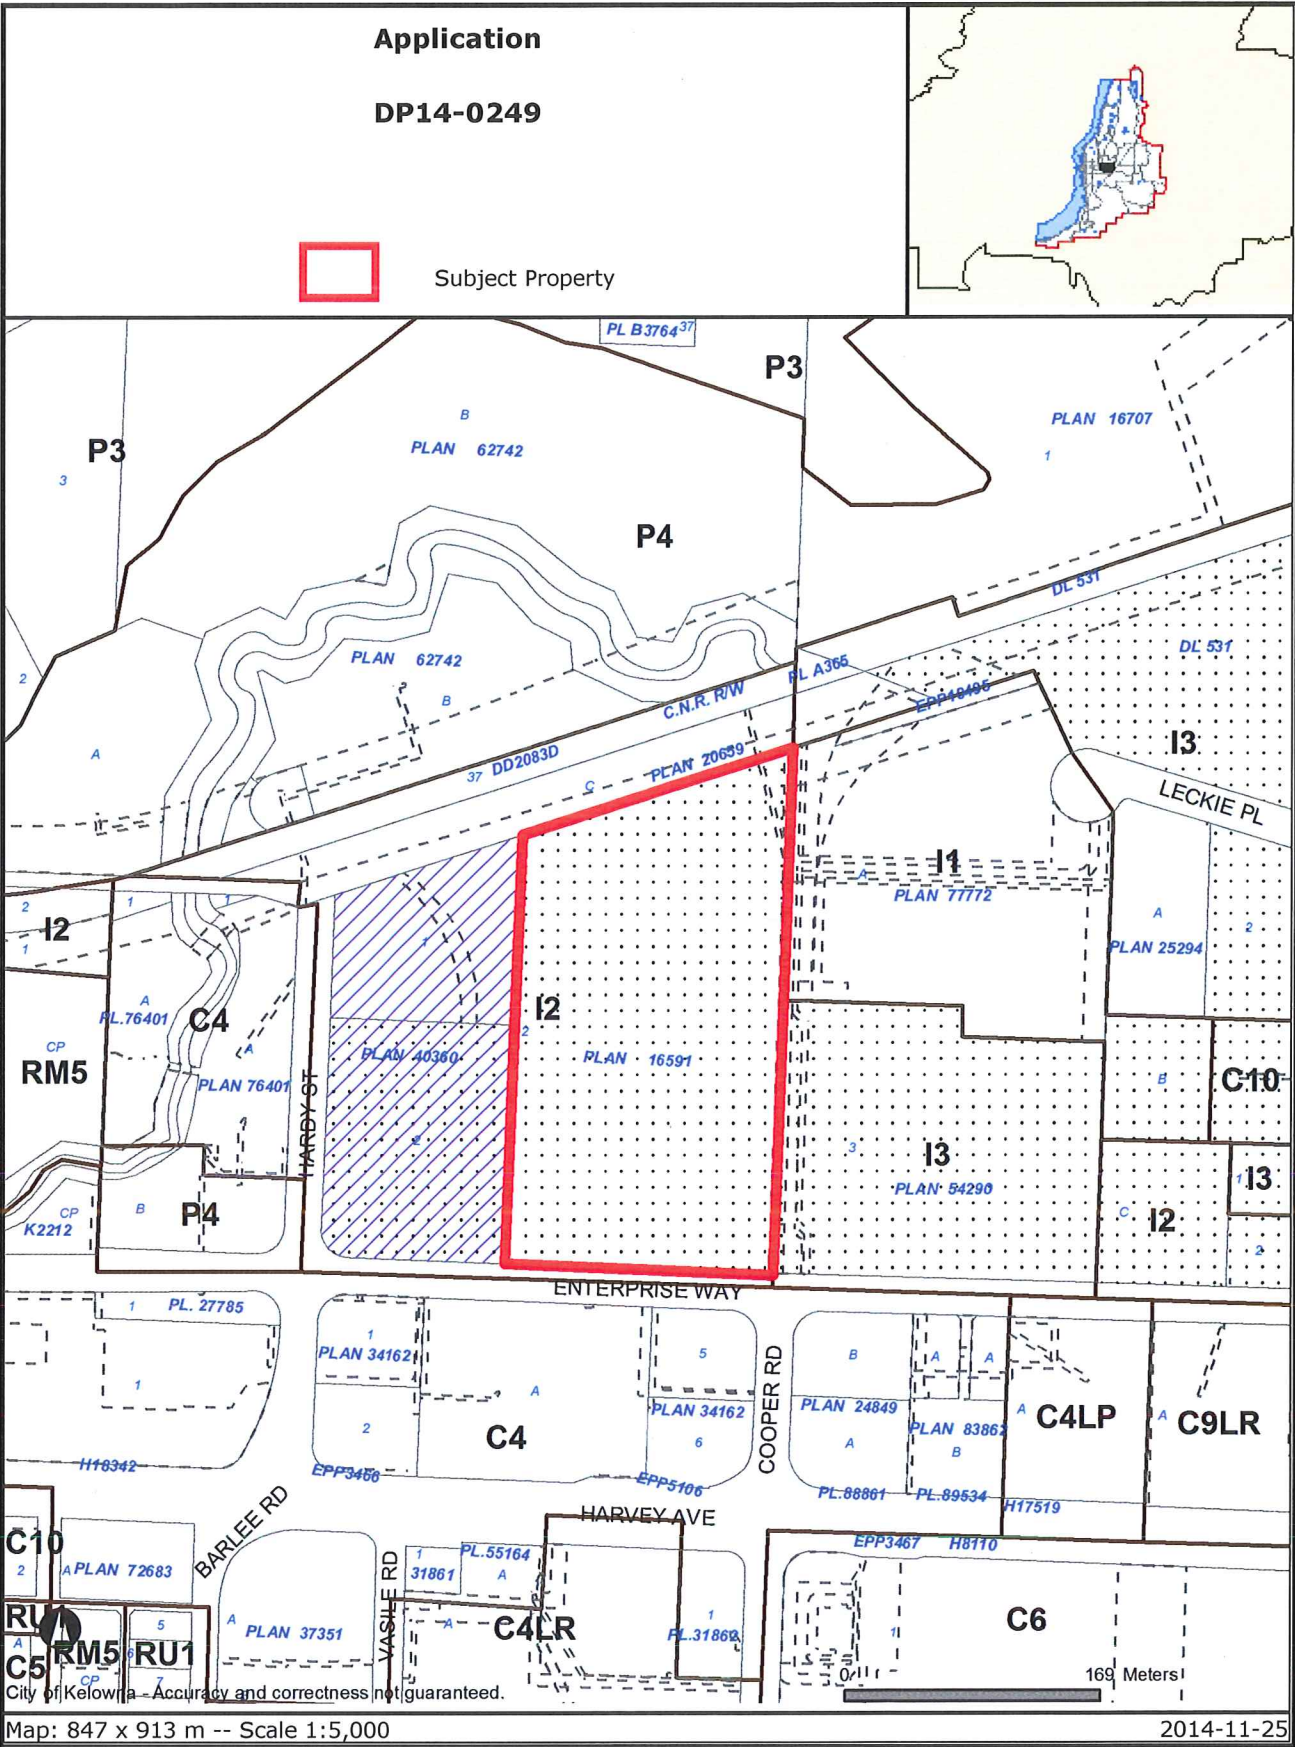 Application
DP14-0249
Subject Property
PL B3764 37
P3
PLAN 16707
1
B
PLAN 62742
P3
3
P4
DL 531
DL 531
PLAN 62742
B
2
PL A365
C.N.R. R/W
EPP18495
I3
A
37 DD2083D
PLAN 20659
C
LECKIE PL
I1
A
PLAN 77772
2
1
1
I2
1
1
A
PLAN 25294
2
I2
2
A
PL.76401
C4
CP
RM5
A
PLAN 76401
PLAN 40360
PLAN 16591
B
C10
HARDY ST
2
3
I3
PLAN 54290
1
I3
C
I2
2
CP
K2212
B
P4
ENTERPRISE WAY
1
PL. 27785
1
PLAN 34162
1
A
5
PLAN 34162
6
COOPER RD
B
PLAN 24849
A
A
A
PLAN 83862
B
A
C4LP
A
C9LR
2
C4
H18342
EPP3466
EPP5106
PL.88861
PL.89534
H17519
BARLEE RD
HARVEY AVE
C10
2
A PLAN 72683
1
31861
PL.55164
A
EPP3467
H8110
VASILE RD
RU1
A
C5
RM5
CP
5
6
RU1
7
A
PLAN 37351
A
C4LR
1
PL.31862
1
C6
0
169 Meters
City of Kelowna - Accuracy and correctness not guaranteed.
Map: 847 x 913 m -- Scale 1:5,000
2014-11-25